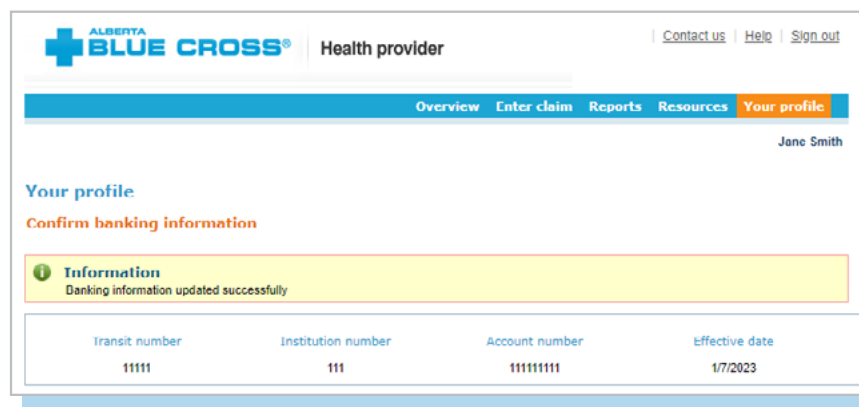 ALBERTA
BLUE CROSS® Health provider
Contact us | Help | Sign out
Overview Enter claim Reports Resources Your profile
Jane Smith
Your profile
Confirm banking information
Information
Banking information updated successfully
Transit number Institution number Account number Effective date
11111 111 111111111 1/7/2023